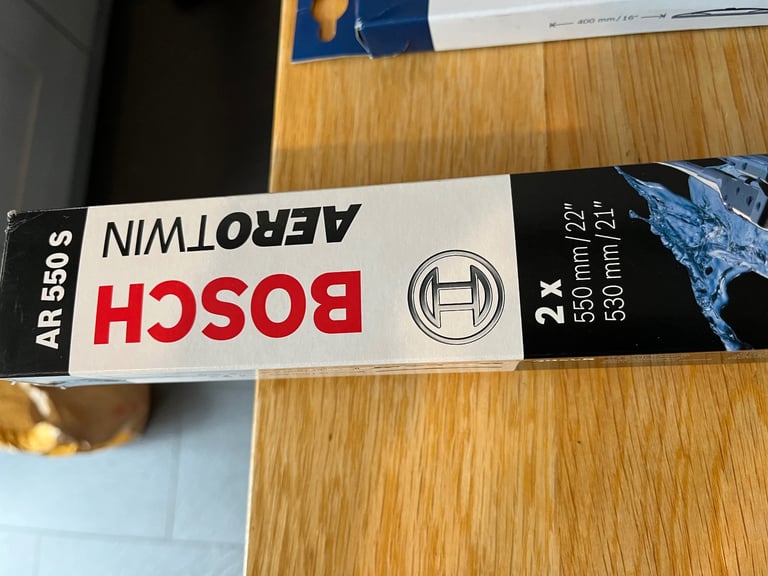 400 mm/16"
AR 550 S
BOSCH
AEROTWIN
2 x
550 mm / 22"
530 mm / 21"